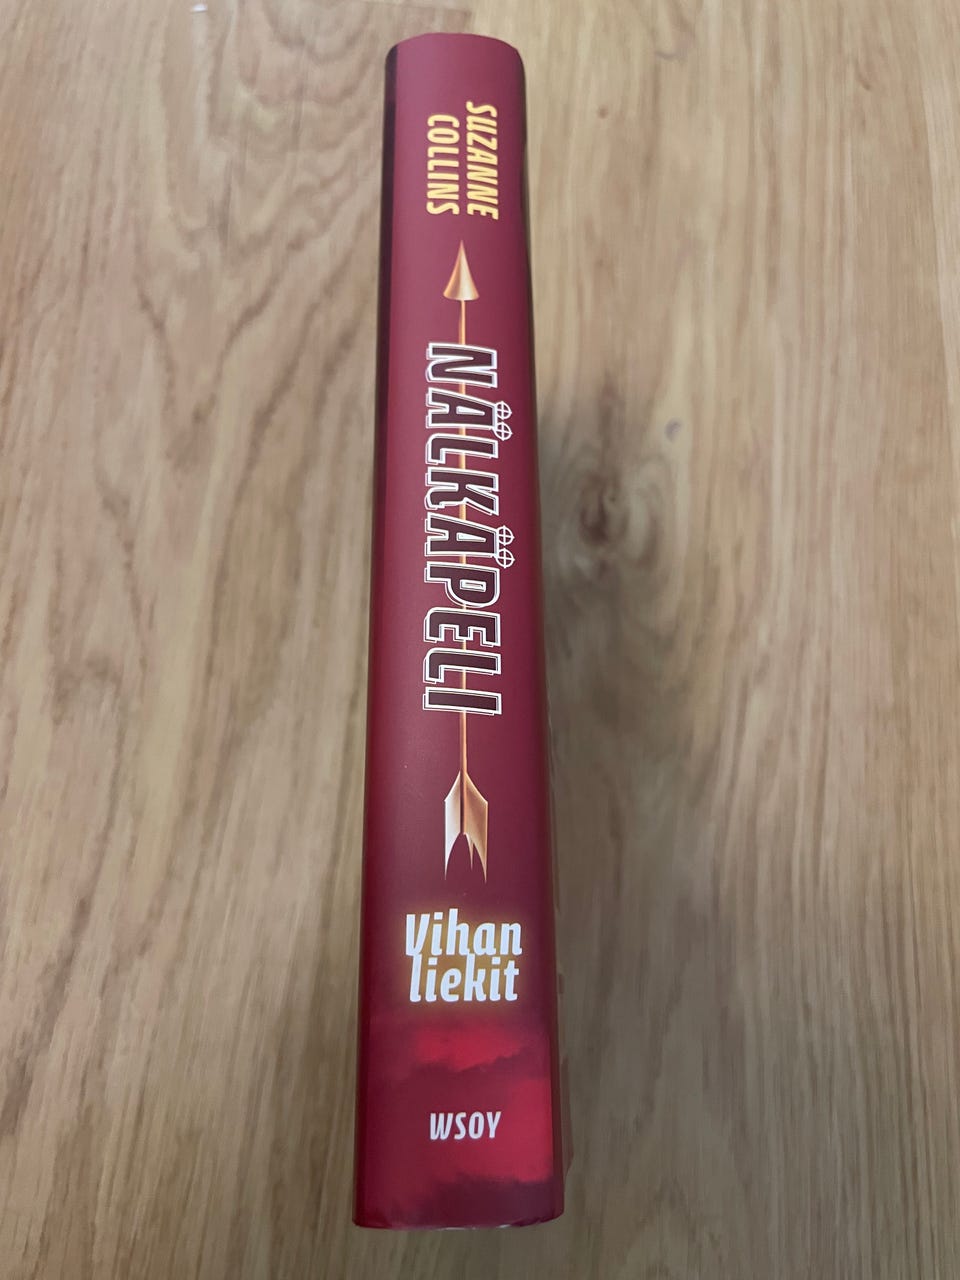 SUZANNE
COLLINS
NÄLKÄPELI
Vihan
liekit
WSOY